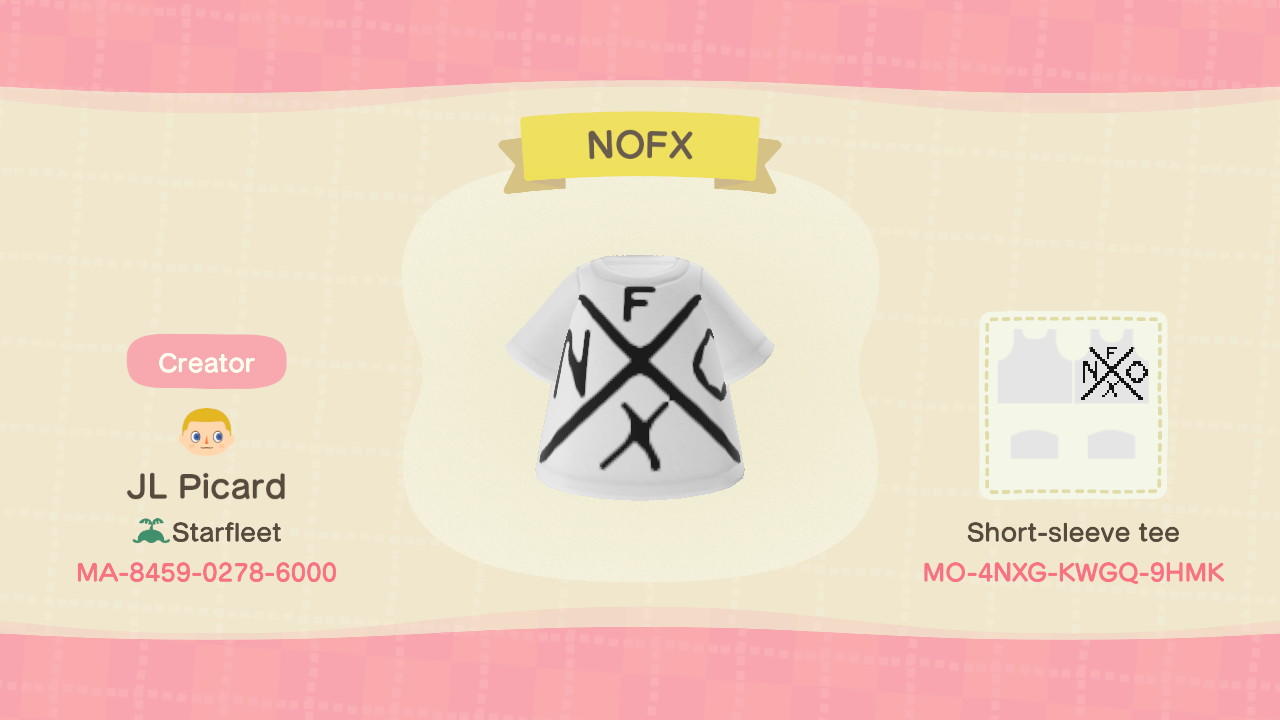 NOFX
F
N O
X
F
N O
X
Creator
JL Picard
Starfleet
MA-8459-0278-6000
Short-sleeve tee
MO-4NXG-KWGQ-9HMK